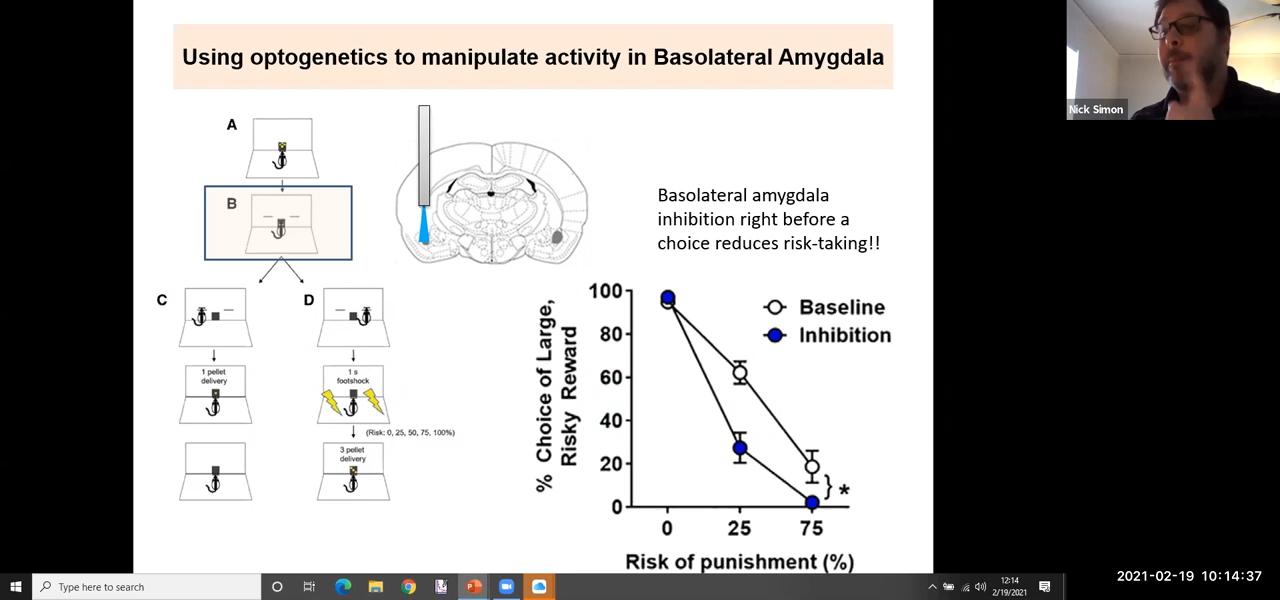 Using optogenetics to manipulate activity in Basolateral Amygdala
Nick Simon
A
B
C
D
1 pellet
delivery
1 s
footshock
(Risk: 0, 25, 50, 75, 100%)
3 pellet
delivery
Basolateral amygdala
inhibition right before a
choice reduces risk-taking!!
% Choice of Large,
Risky Reward
100
80
60
40
20
0
Baseline
Inhibition
*
0 25 75
Risk of punishment (%)
Type here to search
12:14
2/19/2021
2021-02-19 10:14:37